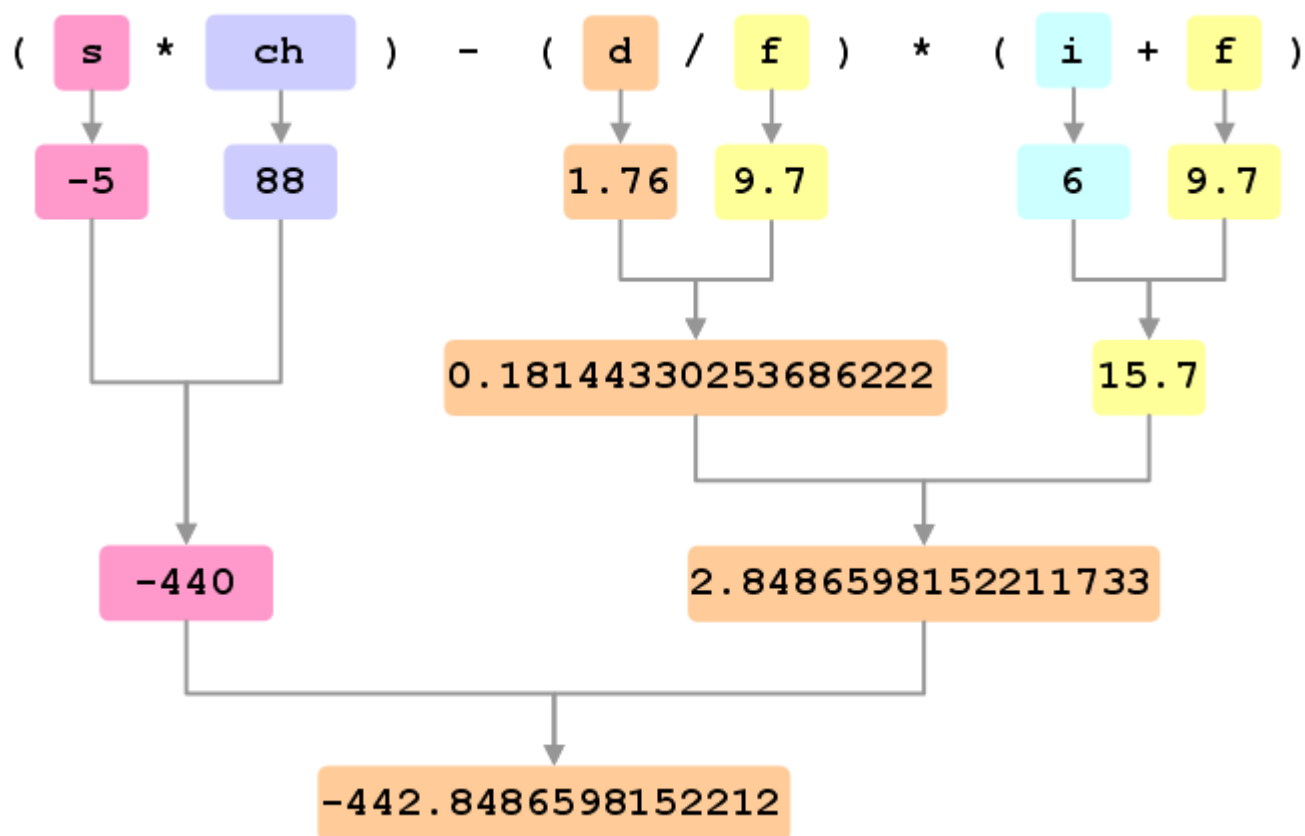 ( s * ch ) - ( d / f ) * ( i + f )
-5 88 1.76 9.7 6 9.7
0.18144330253686222 15.7
-440 2.8486598152211733
-442.8486598152212